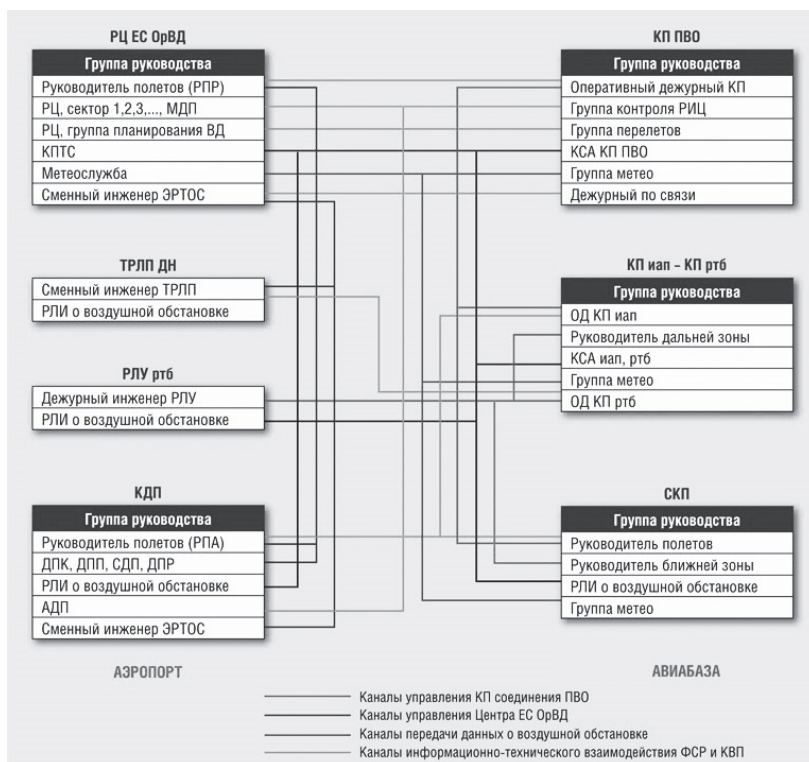 РЦ ЕС ОрВД
Группа руководства
Руководитель полетов (РПР)
РЦ, сектор 1,2,3,..., МДП
РЦ, группа планирования ВД
КПТС
Метеослужба
Сменный инженер ЭРТОС
ТРЛП ДН
Сменный инженер ТРЛП
РЛИ о воздушной обстановке
РЛУ ртб
Дежурный инженер РЛУ
РЛИ о воздушной обстановке
КДП
Группа руководства
Руководитель полетов (РПА)
ДПК, ДПП, СДП, ДПР
РЛИ о воздушной обстановке
АДП
Сменный инженер ЭРТОС
АЭРОПОРТ
КП ПВО
Группа руководства
Оперативный дежурный КП
Группа контроля РИЦ
Группа перелетов
КСА КП ПВО
Группа метео
Дежурный по связи
КП иап - КП ртб
Группа руководства
ОД КП иап
Руководитель дальней зоны
КСА иап, ртб
Группа метео
ОД КП ртб
СКП
Группа руководства
Руководитель полетов
Руководитель ближней зоны
РЛИ о воздушной обстановке
Группа метео
АВИАБАЗА
Каналы управления КП соединения ПВО
Каналы управления Центра ЕС ОрВД
Каналы передачи данных о воздушной обстановке
Каналы информационно-технического взаимодействия ФСР и КВП